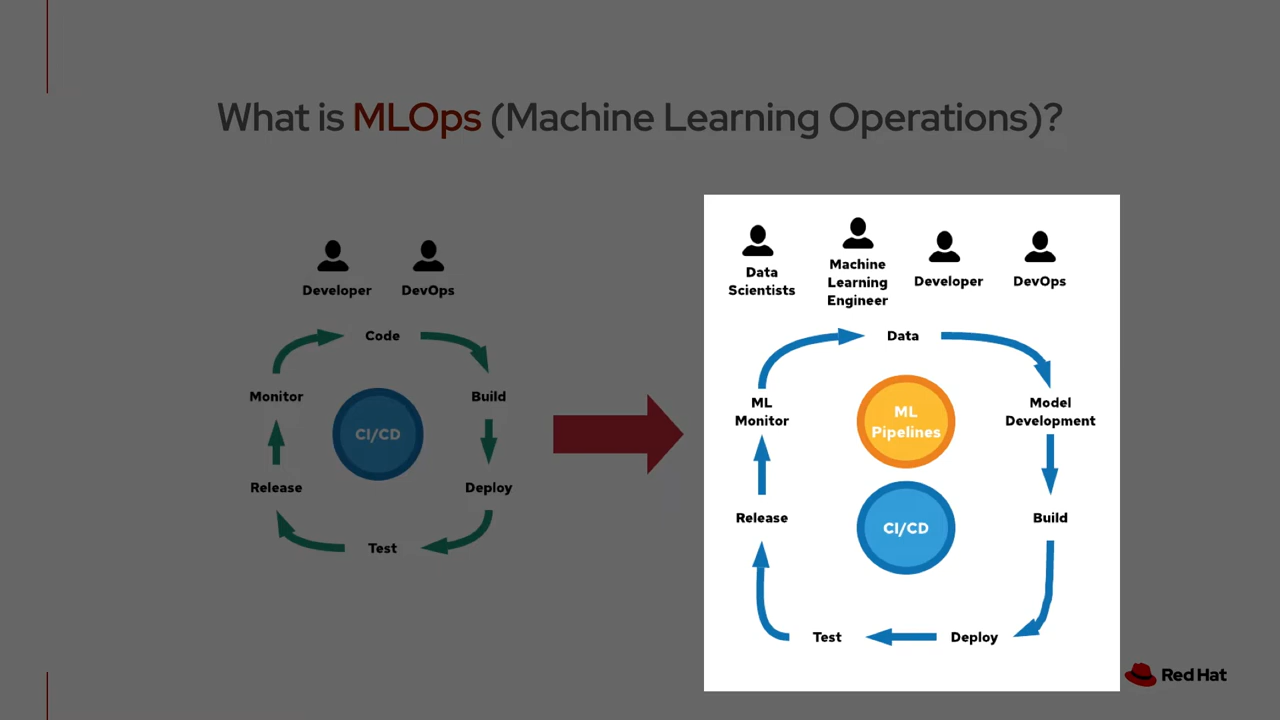 What is MLOps (Machine Learning Operations)?
Developer
DevOps
Code
Monitor
Build
CI/CD
Release
Deploy
Test
Data
Scientists
Machine
Learning
Engineer
Developer
DevOps
Data
ML
Monitor
ML
Pipelines
Model
Development
Release
CI/CD
Build
Test
Deploy
Red Hat